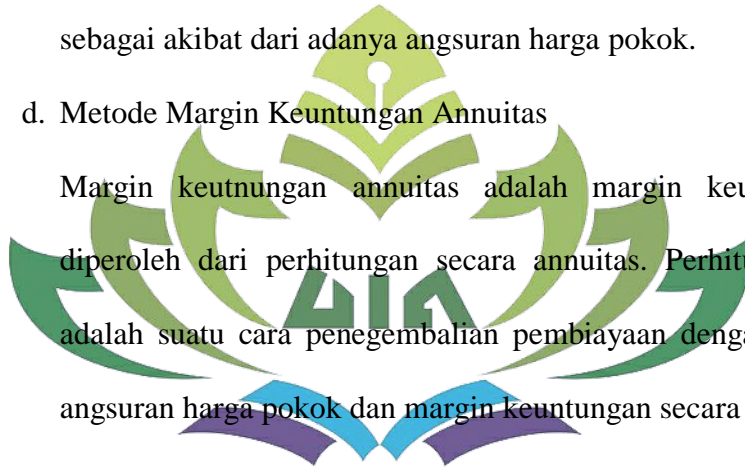 sebagai akibat dari adanya angsuran harga pokok.
d. Metode Margin Keuntungan Annuitas
Margin keutnungan annuitas adalah margin keu
diperoleh dari perhitungan secara annuitas. Perhitu
adalah suatu cara penegembalian pembiayaan denga
angsuran harga pokok dan margin keuntungan secara
UIA